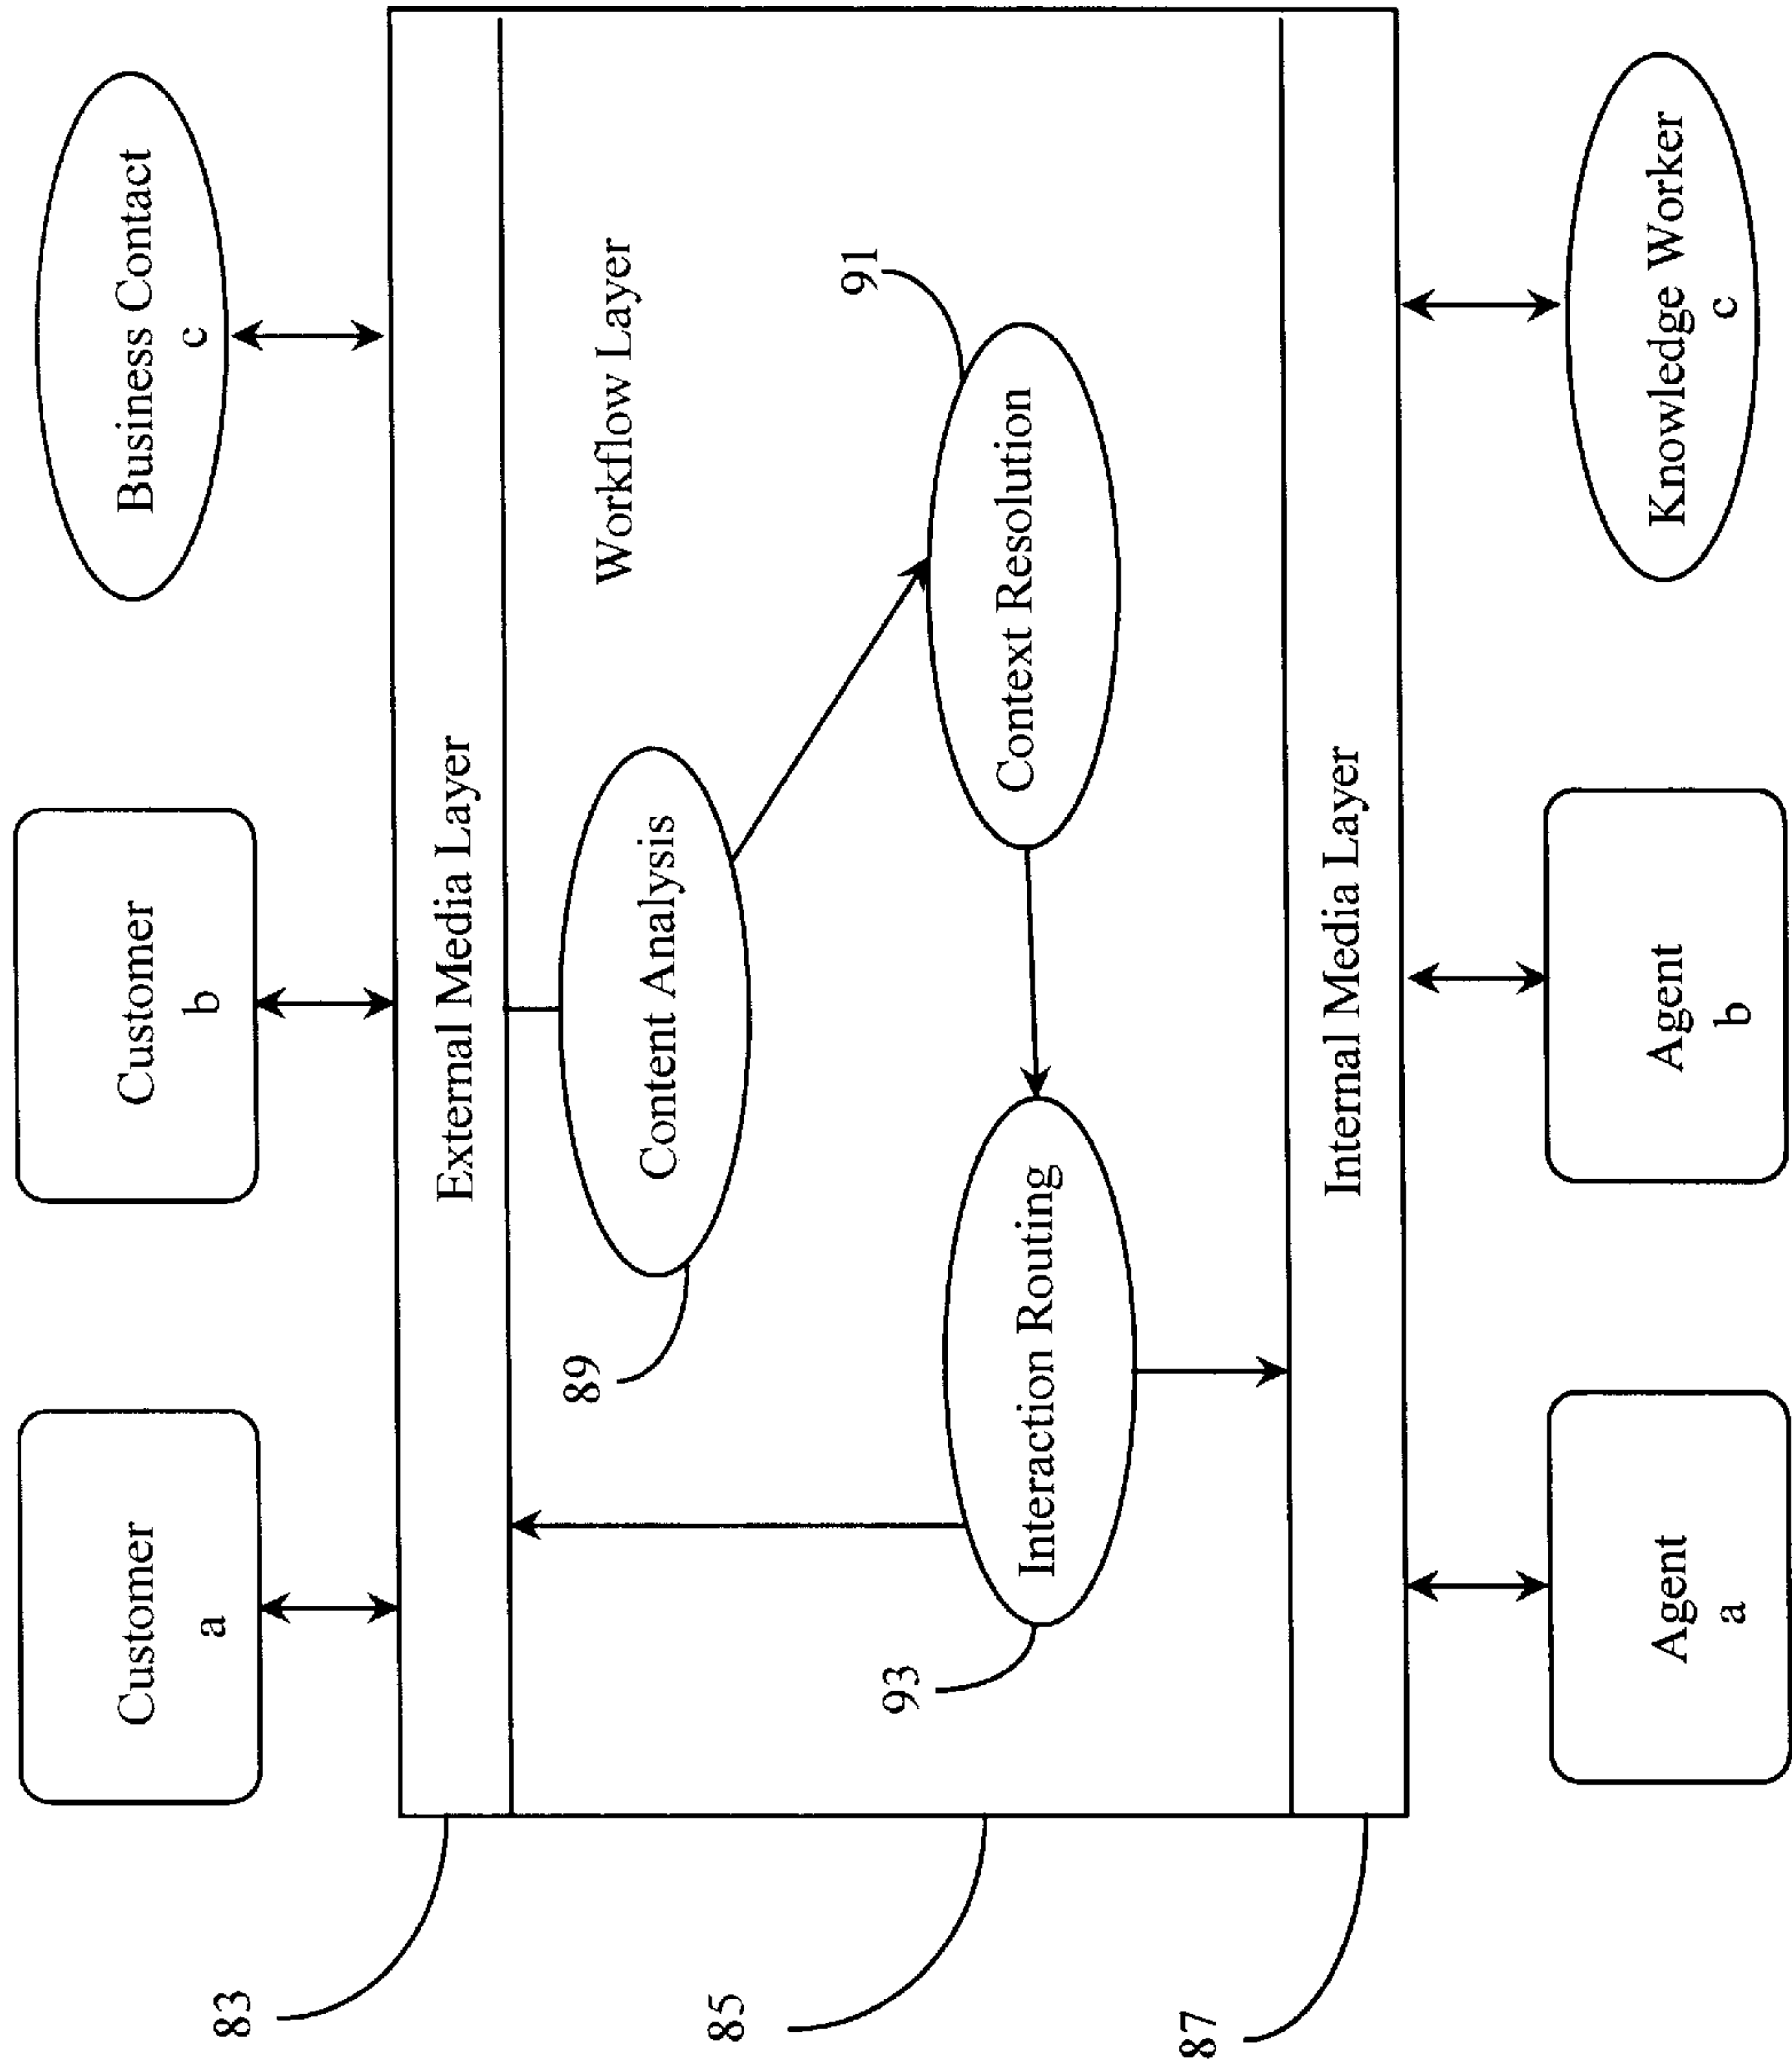 Customer
a
Customer
b
Business Contact
c
83
External Media Layer
Workflow Layer
89
Content Analysis
91
85
93
Interaction Routing
Context Resolution
87
Internal Media Layer
Agent
a
Agent
b
Knowledge Worker
c